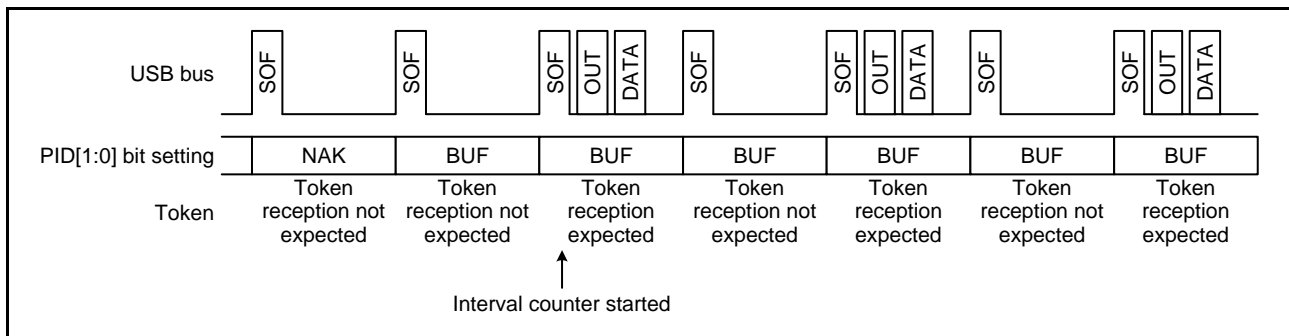 SOF SOF SOF OUT DATA SOF SOF OUT DATA SOF SOF OUT DATA
USB bus
PID[1:0] bit setting NAK BUF BUF BUF BUF BUF BUF
Token
Token reception not expected
Token reception not expected
Token reception expected
Token reception not expected
Token reception expected
Token reception not expected
Token reception expected
Interval counter started